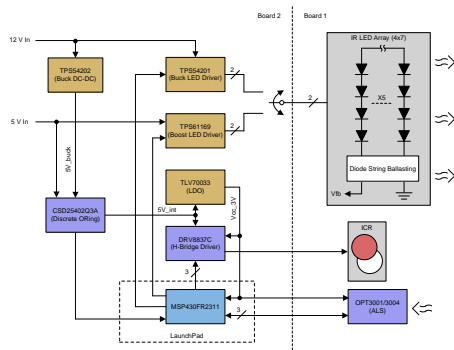 Board 2
Board 1
12 V In
IR LED Array (4x7)
TPS54202
(Buck DC-DC)
TPS54201
(Buck LED Driver)
2
X5
2
5 V In
TPS61169
(Boost LED Driver)
2
5V_buck
Diode String Ballasting
Vfb
TLV70033
(LDO)
CSD25402Q3A
(Discrete ORing)
5V_int
Vcc_3V
DRV8837C
(H-Bridge Driver)
ICR
3
MSP430FR2311
3
OPT3001/3004
(ALS)
LaunchPad